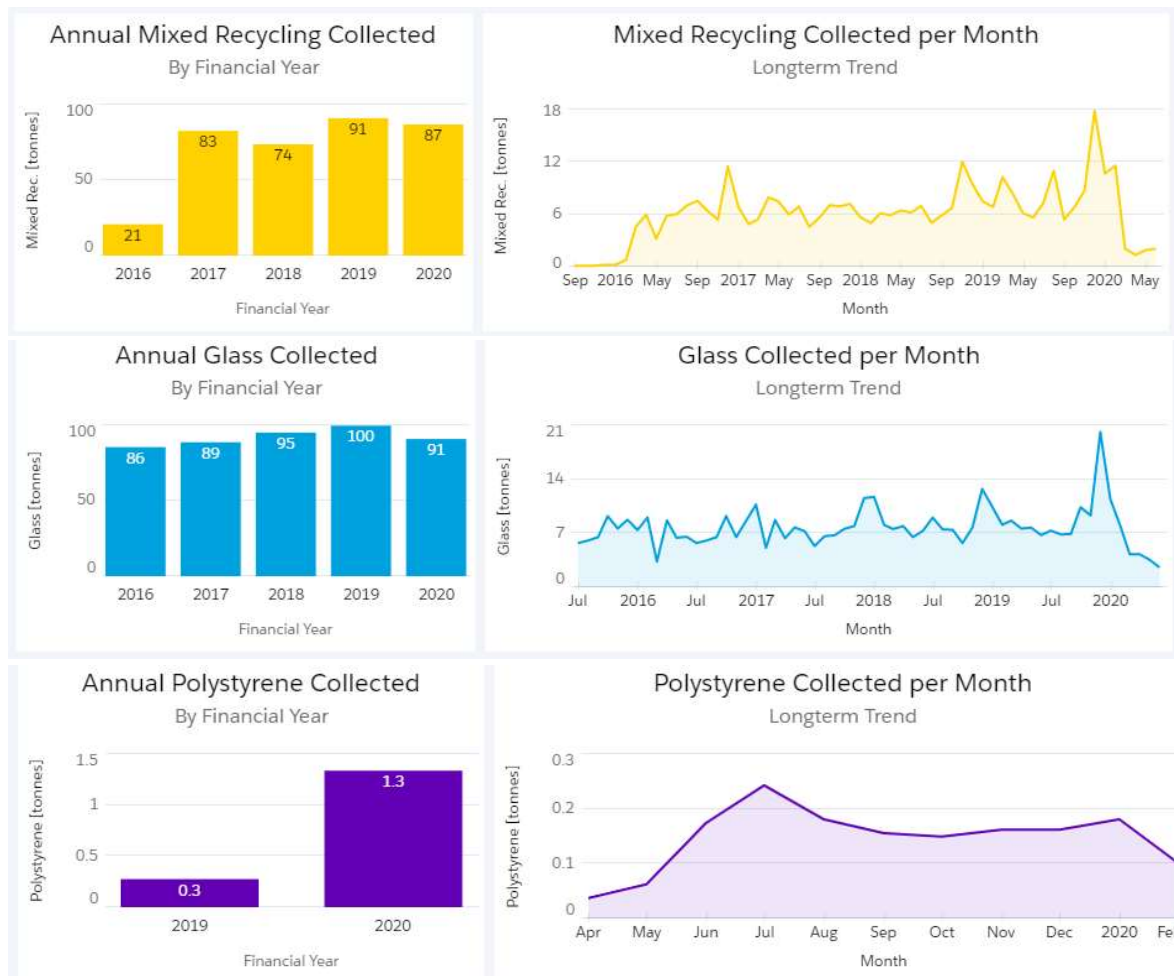 Annual Mixed Recycling Collected
By Financial Year
Mixed Rec. [tonnes]
100
50
0
21
83
74
91
87
2016 2017 2018 2019 2020
Financial Year
Mixed Recycling Collected per Month
Longterm Trend
Mixed Rec. [tonnes]
18
12
6
0
Sep 2016 May Sep 2017 May Sep 2018 May Sep 2019 May Sep 2020 May
Month
Annual Glass Collected
By Financial Year
Glass [tonnes]
100
50
0
86
89
95
100
91
2016 2017 2018 2019 2020
Financial Year
Glass Collected per Month
Longterm Trend
Glass [tonnes]
21
14
7
0
Jul 2016 Jul 2017 Jul 2018 Jul 2019 Jul 2020
Month
Annual Polystyrene Collected
By Financial Year
Polystyrene [tonnes]
1.5
1
0.5
0
0.3
1.3
2019 2020
Financial Year
Polystyrene Collected per Month
Longterm Trend
Polystyrene [tonnes]
0.3
0.2
0.1
0
Apr May Jun Jul Aug Sep Oct Nov Dec 2020 Fe
Month